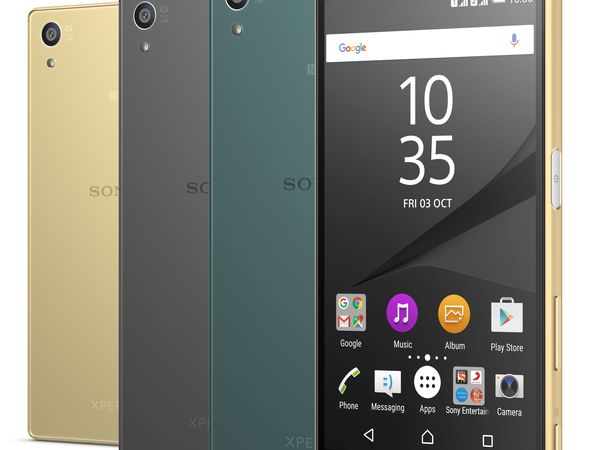 Google
10
35
FRI 03 OCT
SON
SO
SO
Google
Music
Album
Play Store
Phone
Messaging
Apps
Sony Entertain
Camera
XPE
XPE